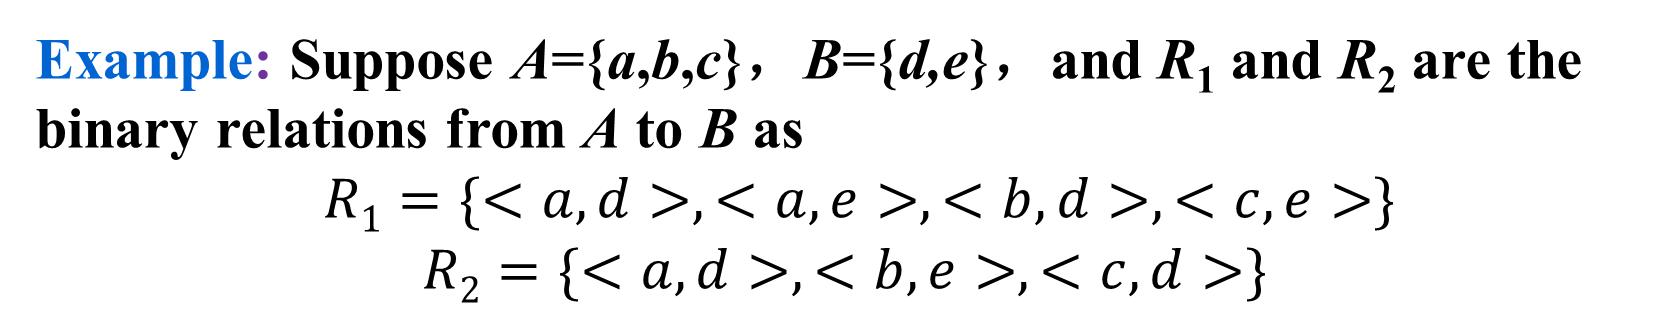 Example: Suppose A={a,b,c}，B={d,e}，and R₁ and R₂ are the
binary relations from A to B as
R₁ = {< a, d >, < a, e >, < b, d >, < c, e >}
R₂ = {< a, d >, < b, e >, < c, d >}